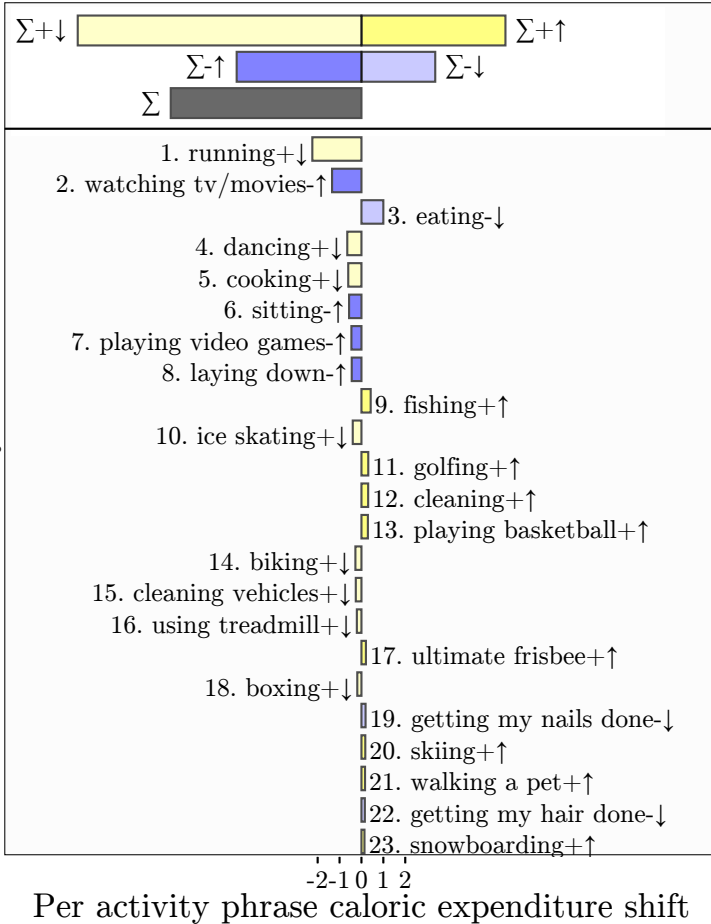 ∑+↓ ∑+↑
∑-↑ ∑-↓
∑
1. running+↓
2. watching tv/movies-↑
3. eating-↓
4. dancing+↓
5. cooking+↓
6. sitting-↑
7. playing video games-↑
8. laying down-↑
9. fishing+↑
10. ice skating+↓
11. golfing+↑
12. cleaning+↑
13. playing basketball+↑
14. biking+↓
15. cleaning vehicles+↓
16. using treadmill+↓
17. ultimate frisbee+↑
18. boxing+↓
19. getting my nails done-↓
20. skiing+↑
21. walking a pet+↑
22. getting my hair done-↓
23. snowboarding+↑
-2 -1 0 1 2
Per activity phrase caloric expenditure shift